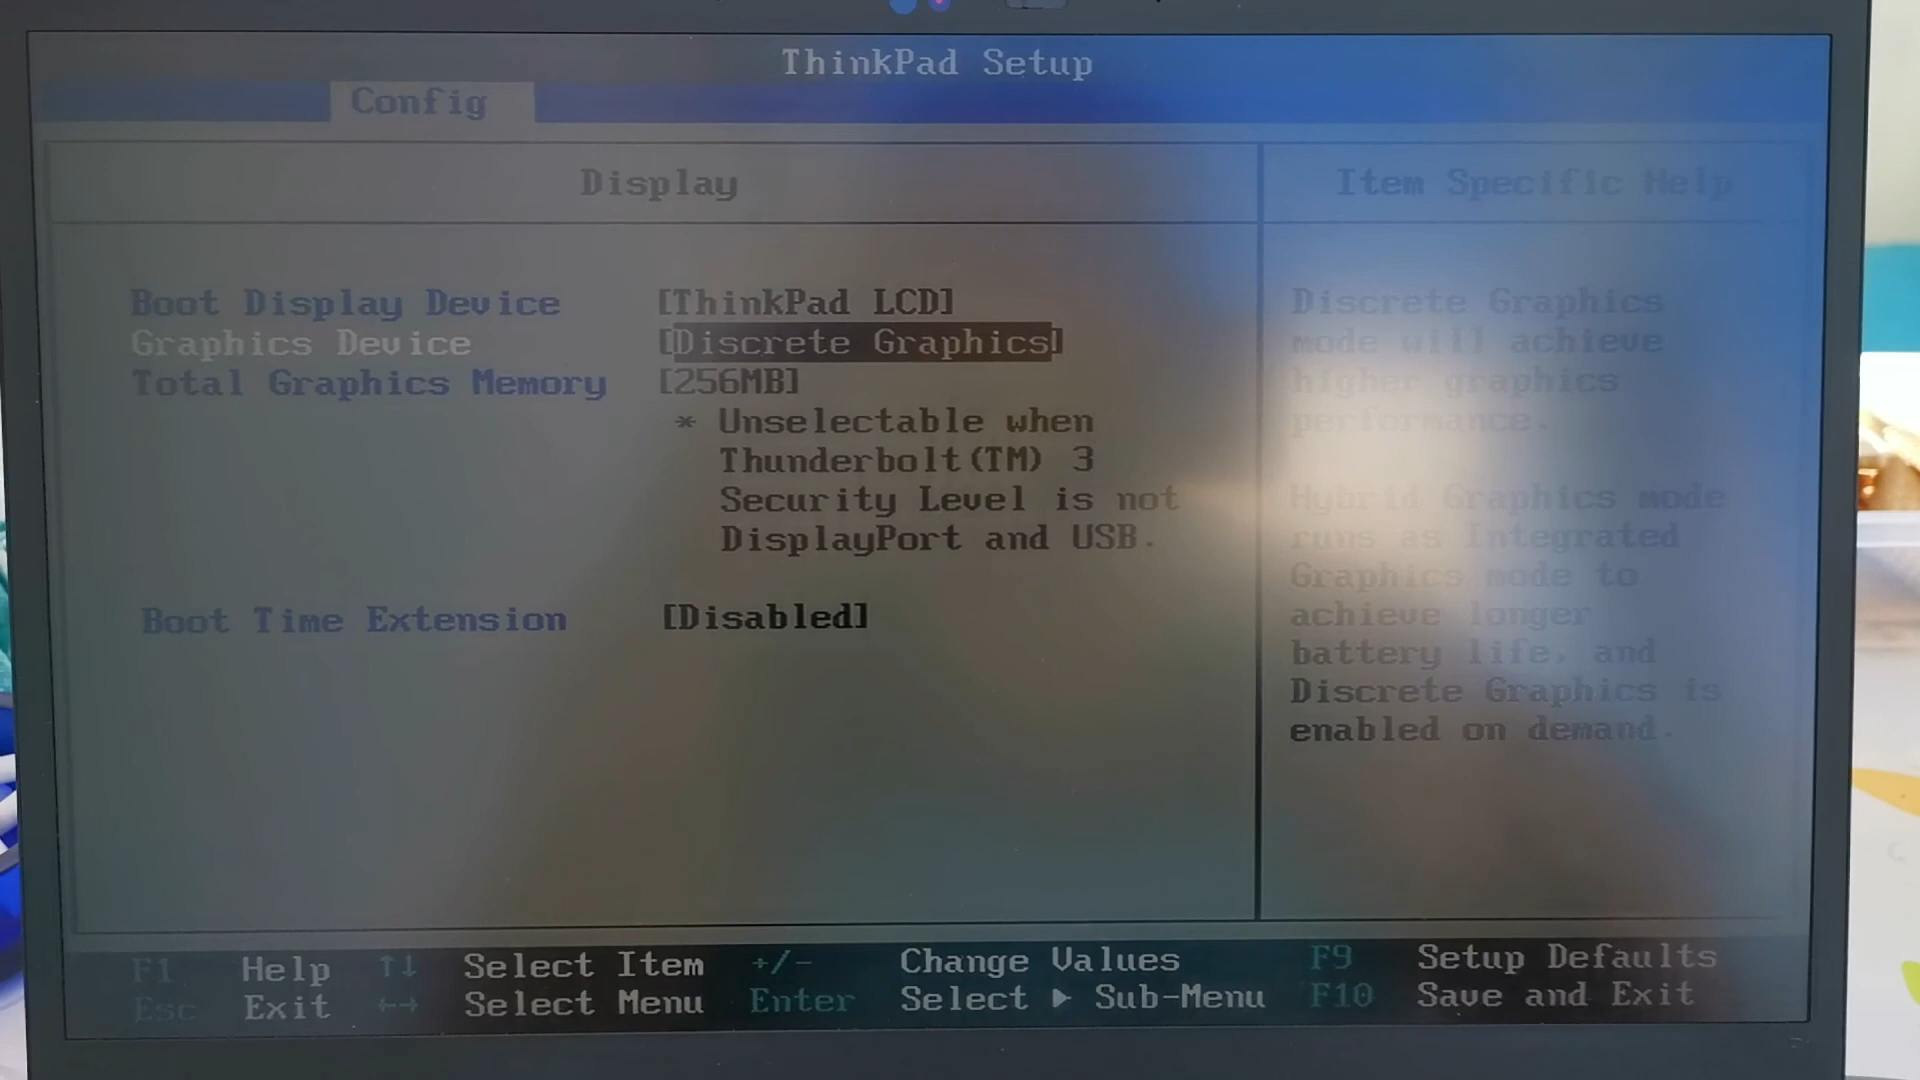 ThinkPad Setup
Config
Display
Item Specific Help
Boot Display Device [ThinkPad LCD]
Graphics Device [Discrete Graphics]
Total Graphics Memory [256MB]
* Unselectable when
Thunderbolt(TM) 3
Security Level is not
DisplayPort and USB.
Boot Time Extension [Disabled]
Discrete Graphics
mode will achieve
higher graphics
performance.
Hybrid Graphics mode
runs as Integrated
Graphics mode to
achieve longer
battery life, and
Discrete Graphics is
enabled on demand.
F1 Help ↑↓ Select Item +/- Change Values F9 Setup Defaults
Esc Exit ←→ Select Menu Enter Select ▶ Sub-Menu F10 Save and Exit